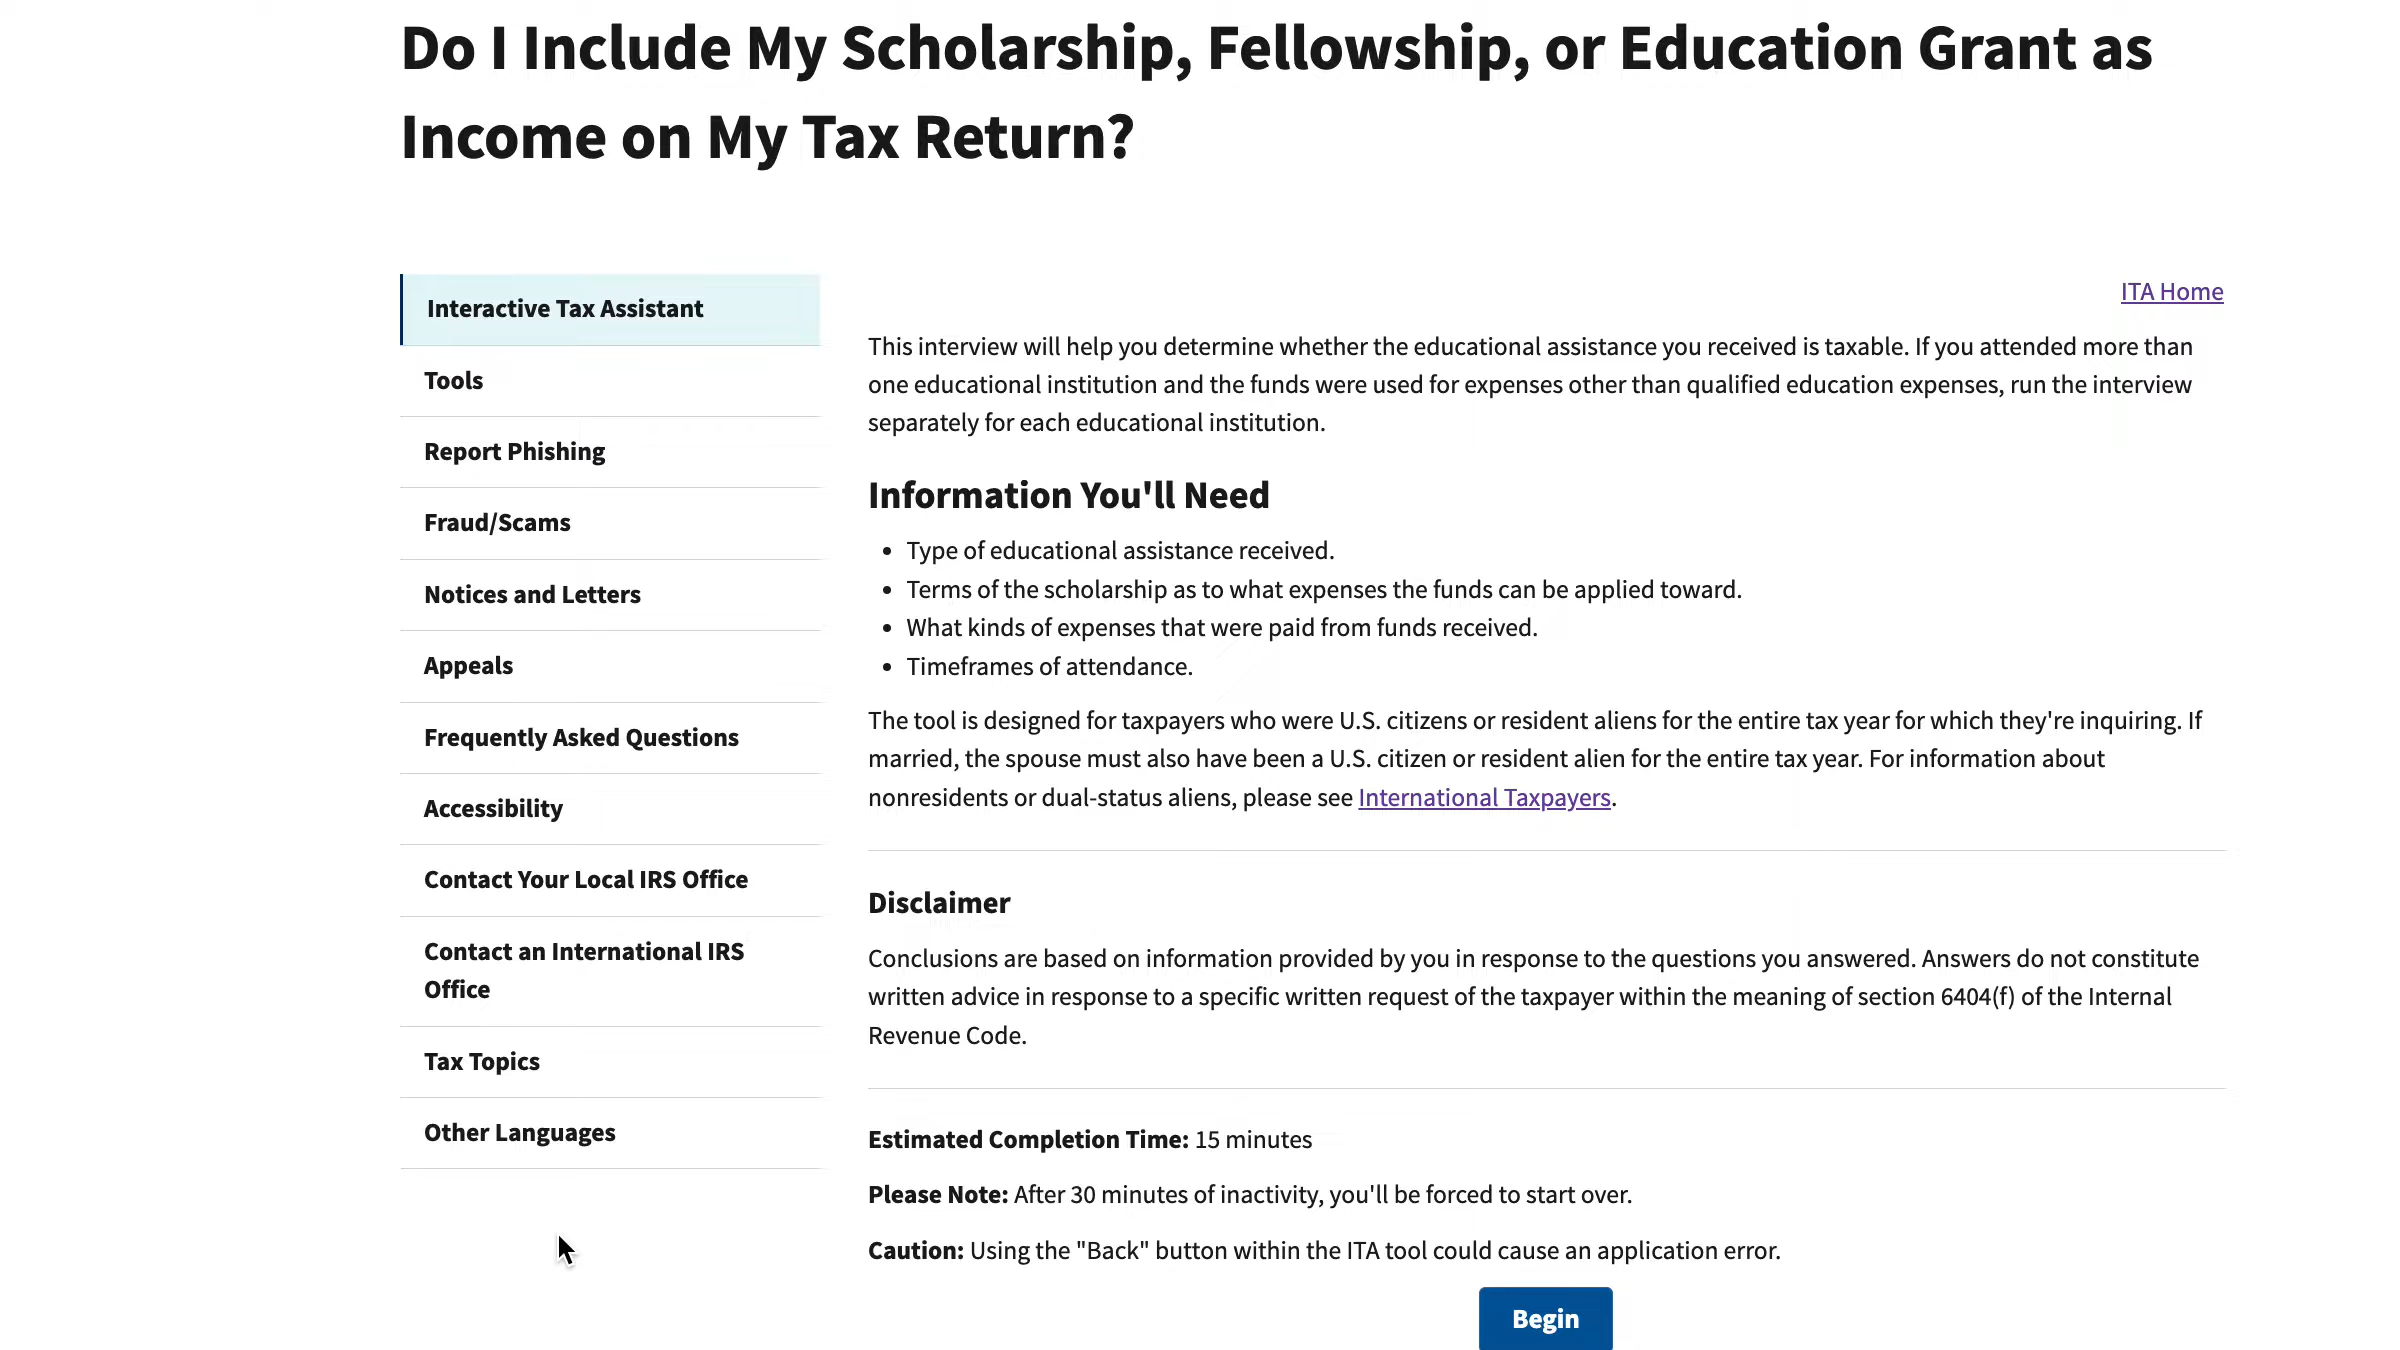 Do I Include My Scholarship, Fellowship, or Education Grant as
Income on My Tax Return?
Interactive Tax Assistant
Tools
Report Phishing
Fraud/Scams
Notices and Letters
Appeals
Frequently Asked Questions
Accessibility
Contact Your Local IRS Office
Contact an International IRS
Office
Tax Topics
Other Languages
ITA Home
This interview will help you determine whether the educational assistance you received is taxable. If you attended more than
one educational institution and the funds were used for expenses other than qualified education expenses, run the interview
separately for each educational institution.
Information You'll Need
• Type of educational assistance received.
• Terms of the scholarship as to what expenses the funds can be applied toward.
• What kinds of expenses that were paid from funds received.
• Timeframes of attendance.
The tool is designed for taxpayers who were U.S. citizens or resident aliens for the entire tax year for which they're inquiring. If
married, the spouse must also have been a U.S. citizen or resident alien for the entire tax year. For information about
nonresidents or dual-status aliens, please see International Taxpayers.
Disclaimer
Conclusions are based on information provided by you in response to the questions you answered. Answers do not constitute
written advice in response to a specific written request of the taxpayer within the meaning of section 6404(f) of the Internal
Revenue Code.
Estimated Completion Time: 15 minutes
Please Note: After 30 minutes of inactivity, you'll be forced to start over.
Caution: Using the "Back" button within the ITA tool could cause an application error.
Begin